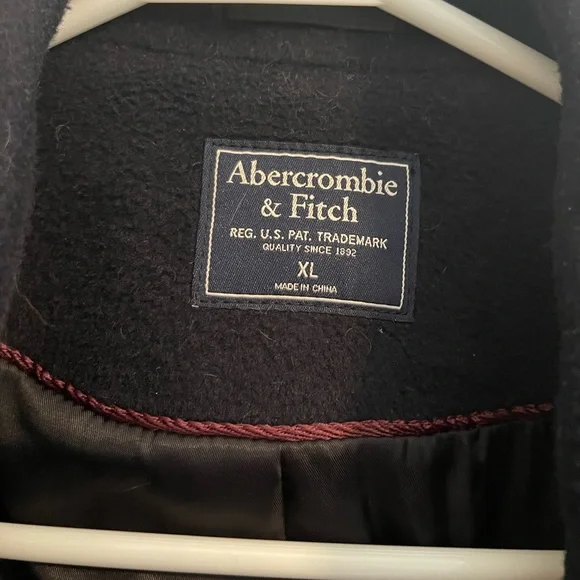 Abercrombie
& Fitch
REG. U.S. PAT. TRADEMARK
QUALITY SINCE 1892
XL
MADE IN CHINA